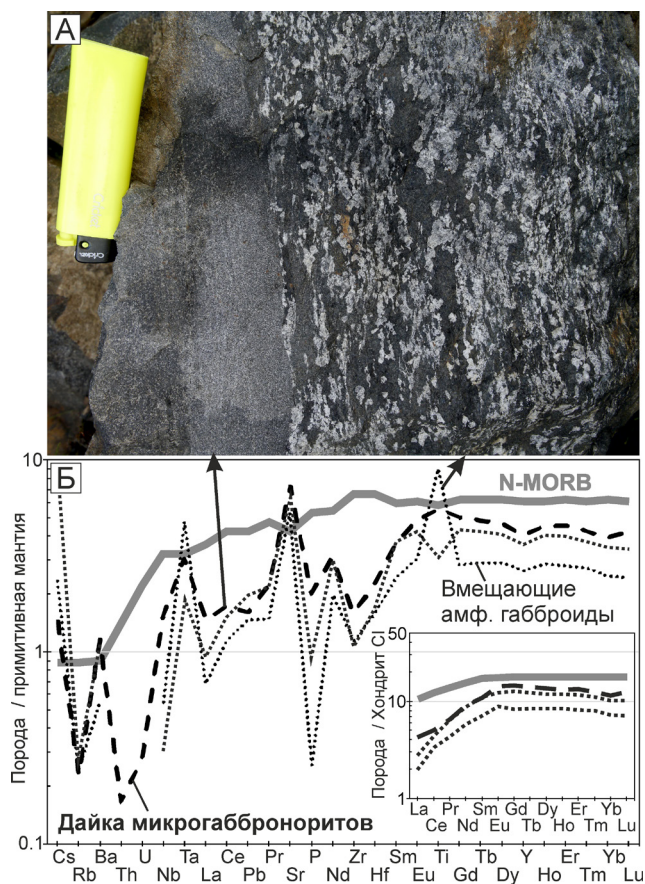 А
Cricket
Б
10
1
0.1
Порода / примитивная мантия
N-MORB
Вмещающие
амф. габброиды
Дайка микрогаббноритов
50
10
1
Порода / Хондрит CI
La Pr Sm Gd Dy Er Yb
Ce Nd Eu Tb Ho Tm Lu
Cs Ba U Ta Ce Pr P Zr Sm Ti Tb Y Er Yb
Rb Th Nb La Pb Sr Nd Hf Eu Gd Dy Ho Tm Lu